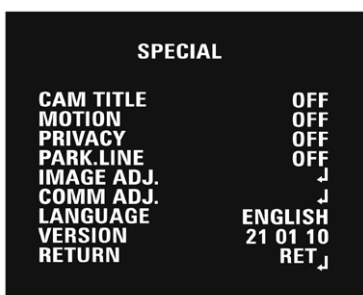 SPECIAL
CAM TITLE OFF
MOTION OFF
PRIVACY OFF
PARK.LINE OFF
IMAGE ADJ. ↲
COMM ADJ. ↲
LANGUAGE ENGLISH
VERSION 21 01 10
RETURN RET↲